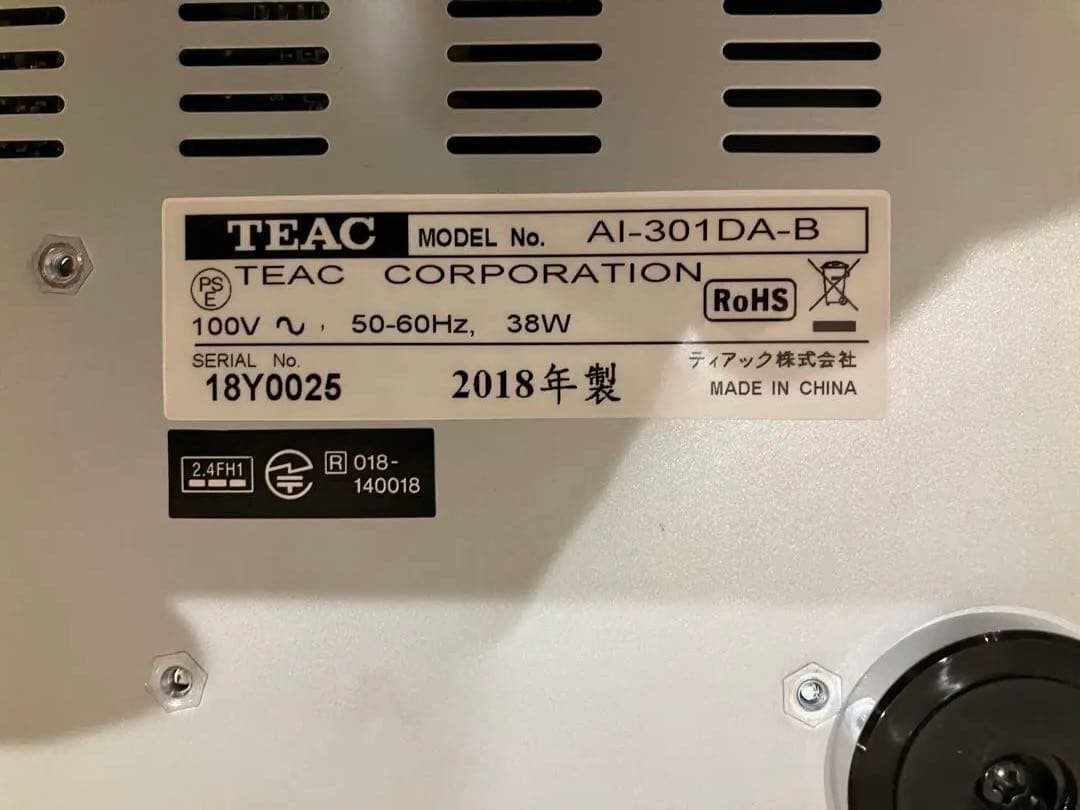 TEAC MODEL No. AI-301DA-B
PSE TEAC CORPORATION
RoHS
100V ~, 50-60Hz, 38W
SERIAL No.
18Y0025
2018年製
ティアック株式会社
MADE IN CHINA
2.4FH1
R 018-
140018